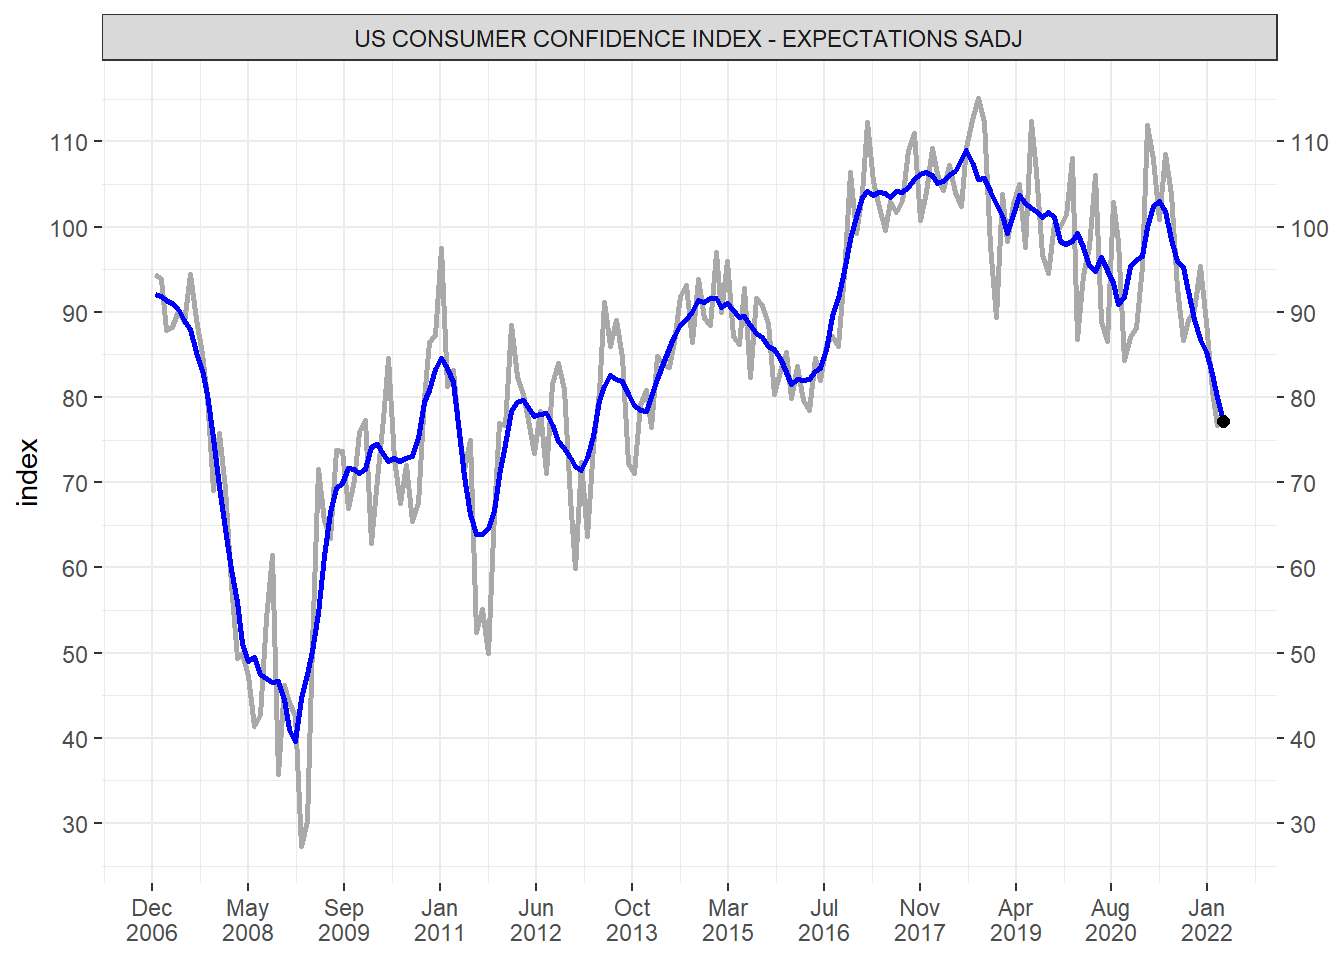 US CONSUMER CONFIDENCE INDEX - EXPECTATIONS SADJ
110 110
100 100
90 90
80 80
index
70 70
60 60
50 50
40 40
30 30
Dec May Sep Jan Jun Oct Mar Jul Nov Apr Aug Jan
2006 2008 2009 2011 2012 2013 2015 2016 2017 2019 2020 2022